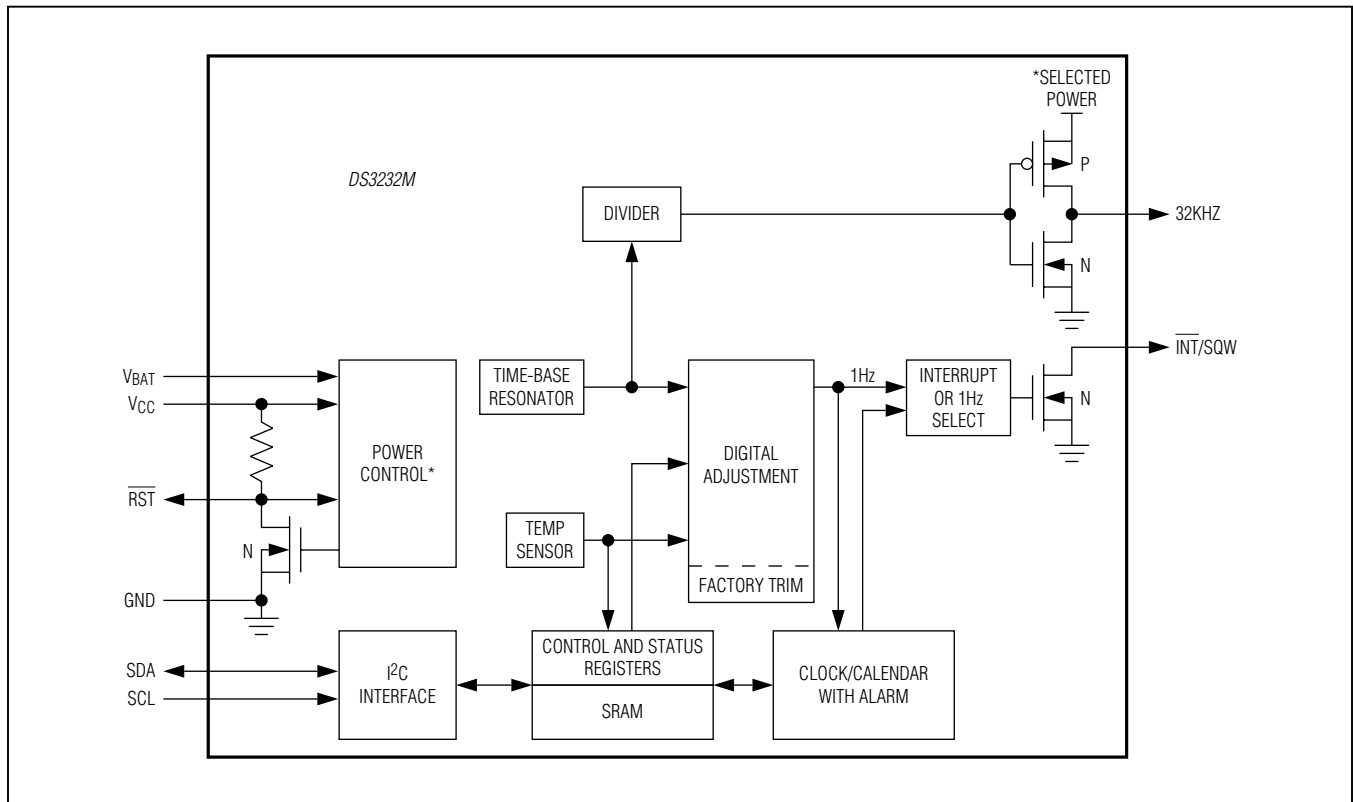 *SELECTED
POWER
P
DS3232M
DIVIDER
32KHZ
N
INT/SQW
VBAT
VCC
TIME-BASE
RESONATOR
1Hz
INTERRUPT
OR 1Hz
SELECT
N
POWER
CONTROL*
DIGITAL
ADJUSTMENT
RST
TEMP
SENSOR
N
FACTORY TRIM
GND
SDA
SCL
I²C
INTERFACE
CONTROL AND STATUS
REGISTERS
SRAM
CLOCK/CALENDAR
WITH ALARM